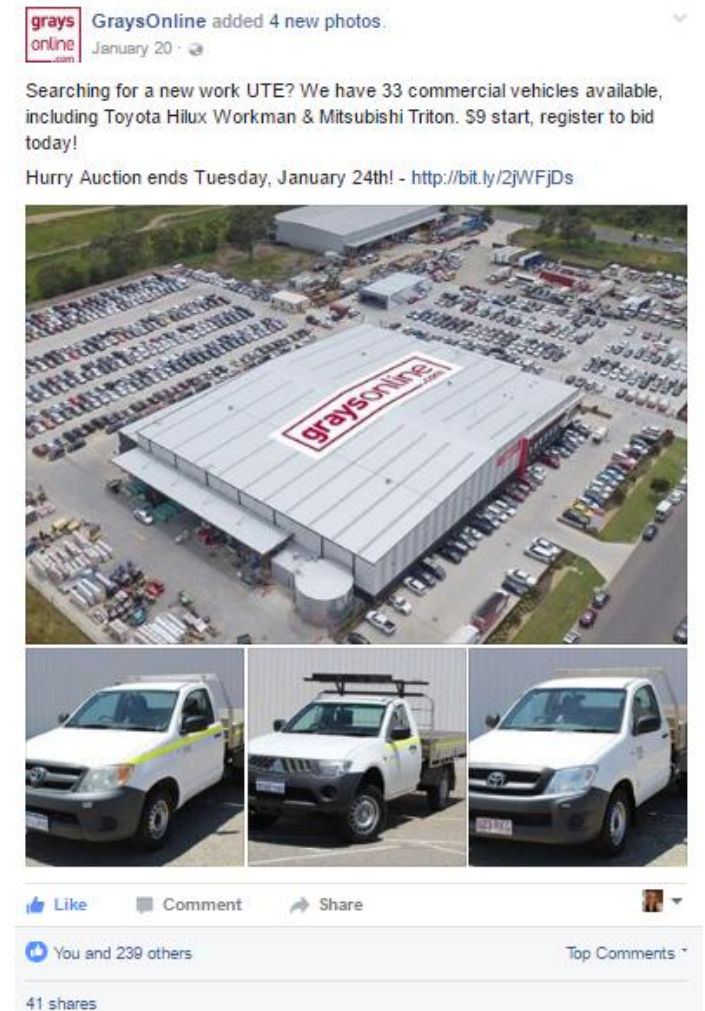 grays
online
.com
GraysOnline added 4 new photos.
January 20 ·
Searching for a new work UTE? We have 33 commercial vehicles available,
including Toyota Hilux Workman & Mitsubishi Triton. $9 start, register to bid
today!
Hurry Auction ends Tuesday, January 24th! - http://bit.ly/2jWFjDs
graysonline
.com
Like
Comment
Share
You and 239 others
Top Comments
41 shares